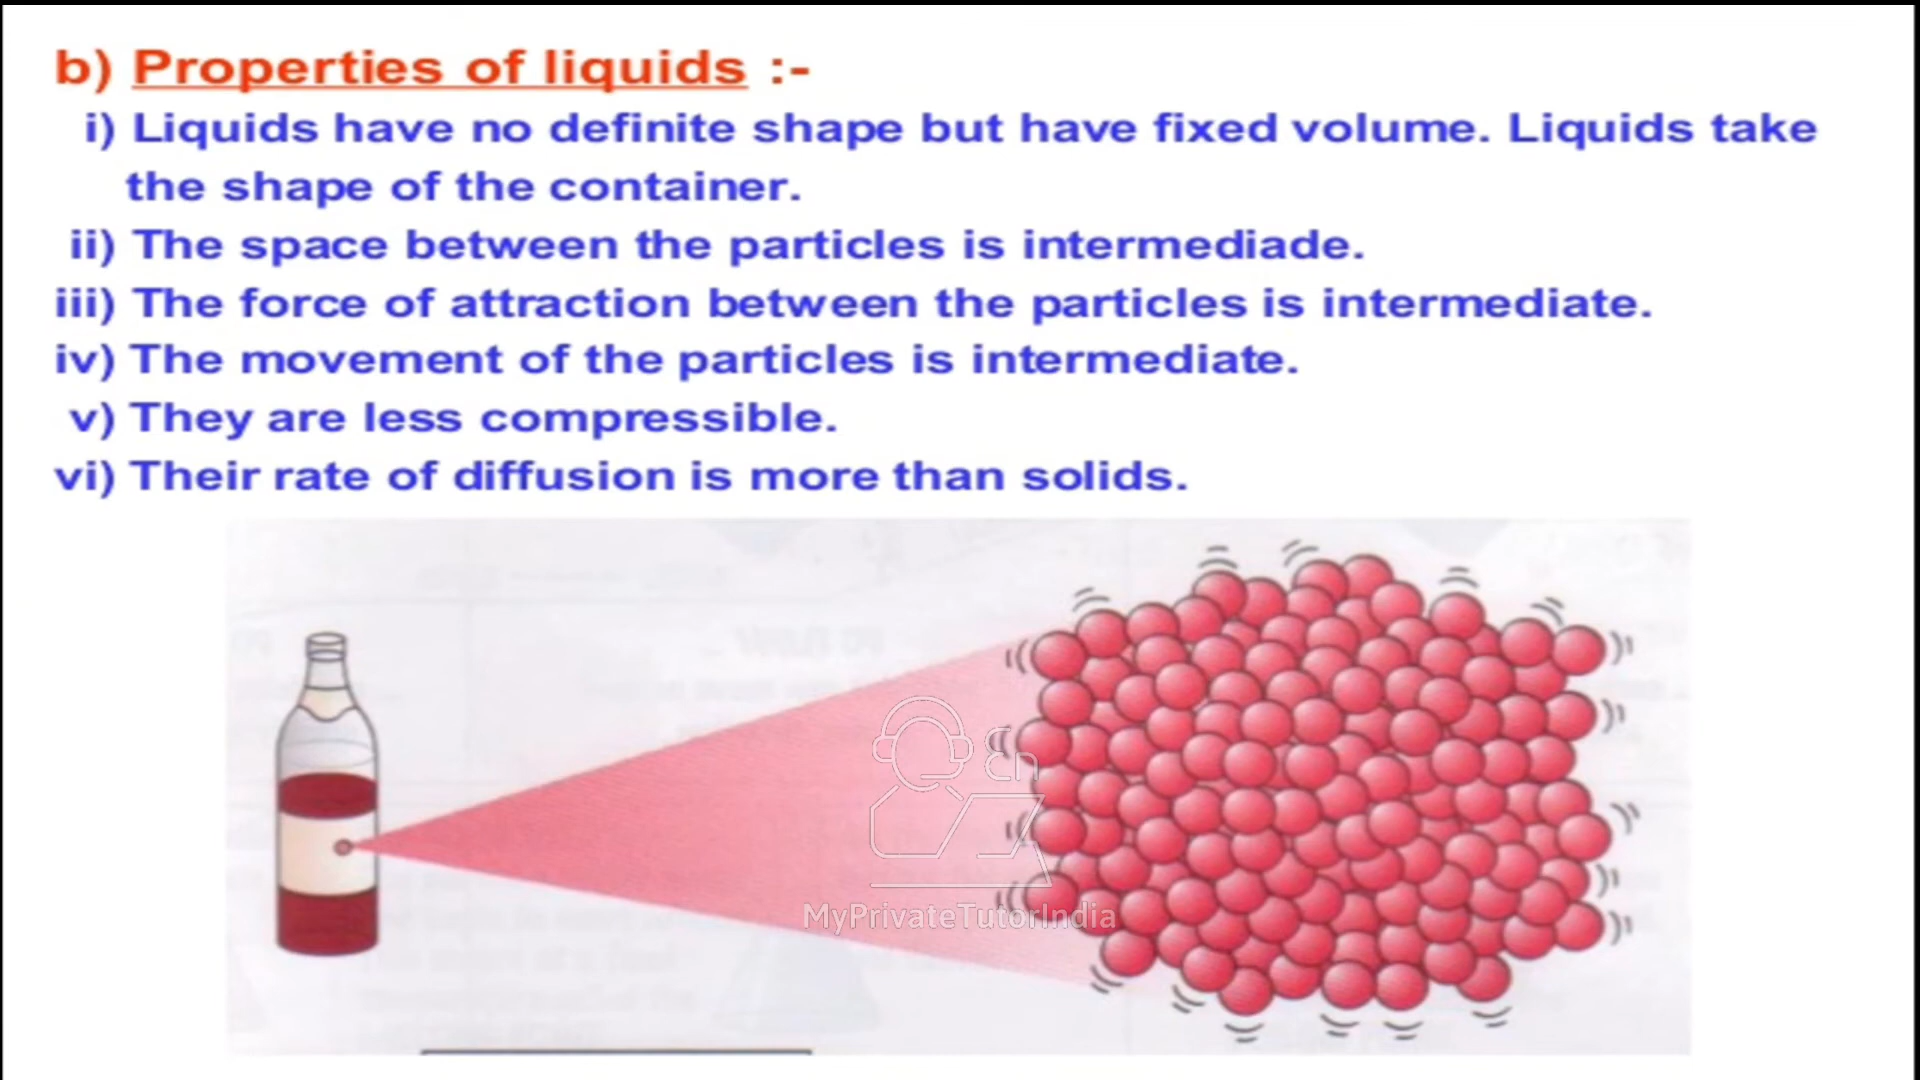 b) Properties of liquids :-
i) Liquids have no definite shape but have fixed volume. Liquids take
the shape of the container.
ii) The space between the particles is intermediade.
iii) The force of attraction between the particles is intermediate.
iv) The movement of the particles is intermediate.
v) They are less compressible.
vi) Their rate of diffusion is more than solids.
MyPrivateTutorIndia